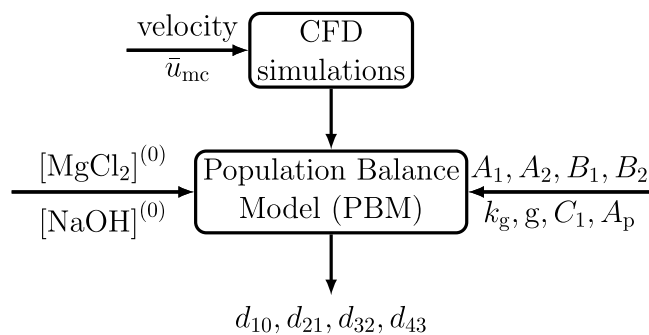 velocity
ū_mc
CFD
simulations
[MgCl₂]⁽⁰⁾
[NaOH]⁽⁰⁾
Population Balance
Model (PBM)
A₁, A₂, B₁, B₂
k_g, g, C₁, A_p
d₁₀, d₂₁, d₃₂, d₄₃